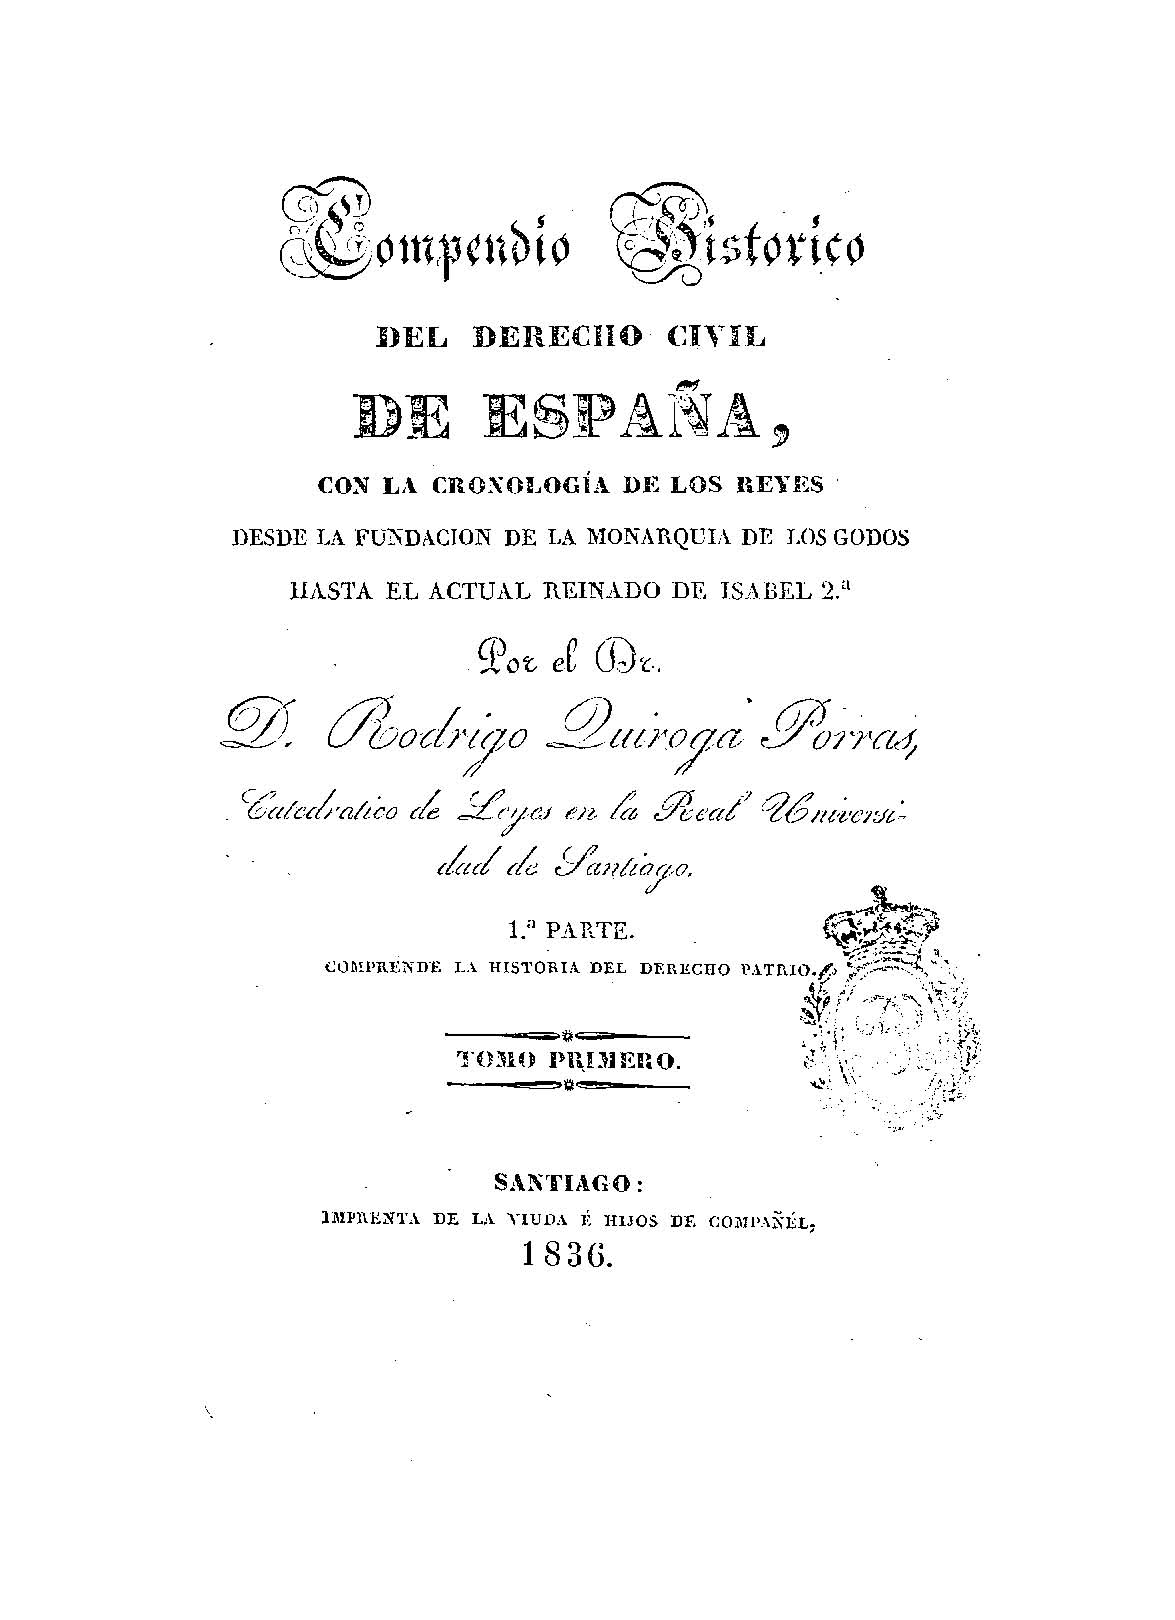 Compendio Historico
DEL DERECHO CIVIL
DE ESPAÑA,
CON LA CRONOLOGÍA DE LOS REYES
DESDE LA FUNDACION DE LA MONARQUIA DE LOS GODOS
HASTA EL ACTUAL REINADO DE ISABEL 2.ª
Por el Dr.
D. Rodrigo Quiroga Porras,
Catedratico de Leyes en la Real Universi-
dad de Santiago.
1.ª PARTE.
COMPRENDE LA HISTORIA DEL DERECHO PATRIO.
TOMO PRIMERO.
SANTIAGO:
IMPRENTA DE LA VIUDA É HIJOS DE COMPAÑÉL,
1836.